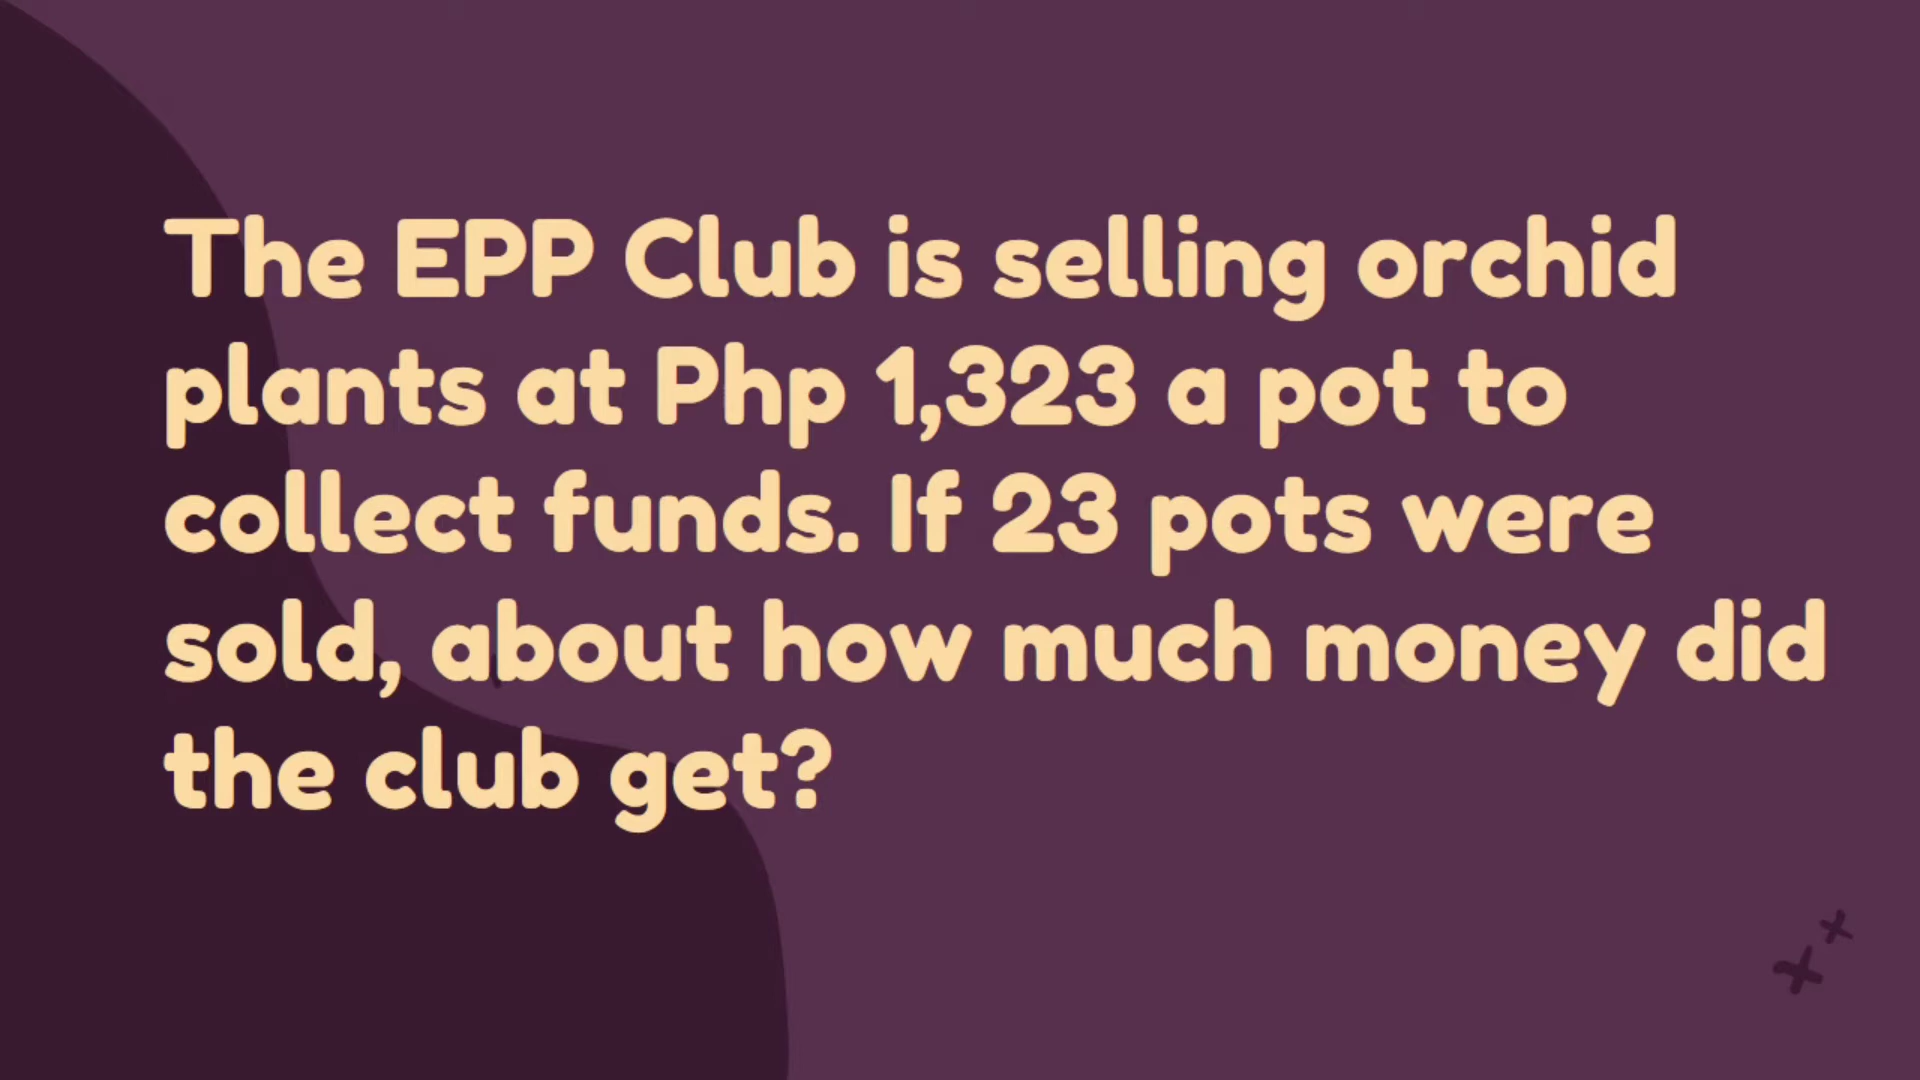 The EPP Club is selling orchid
plants at Php 1,323 a pot to
collect funds. If 23 pots were
sold, about how much money did
the club get?